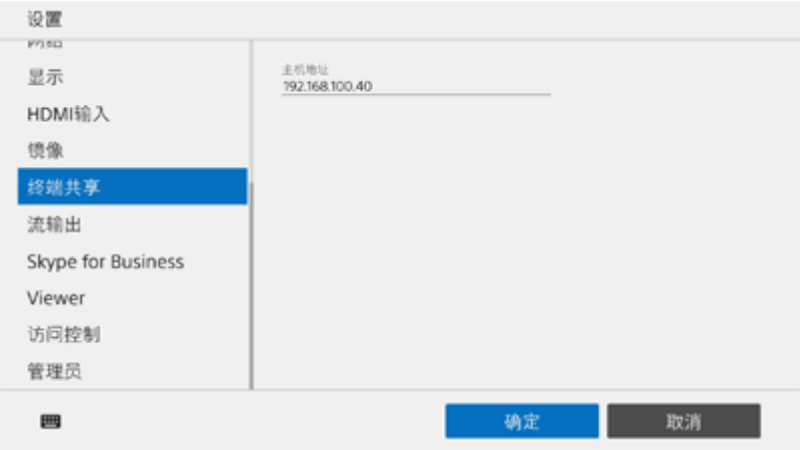 设置
网络
显示
HDMI输入
镜像
终端共享
流输出
Skype for Business
Viewer
访问控制
管理员
主机地址
192.168.100.40
确定
取消